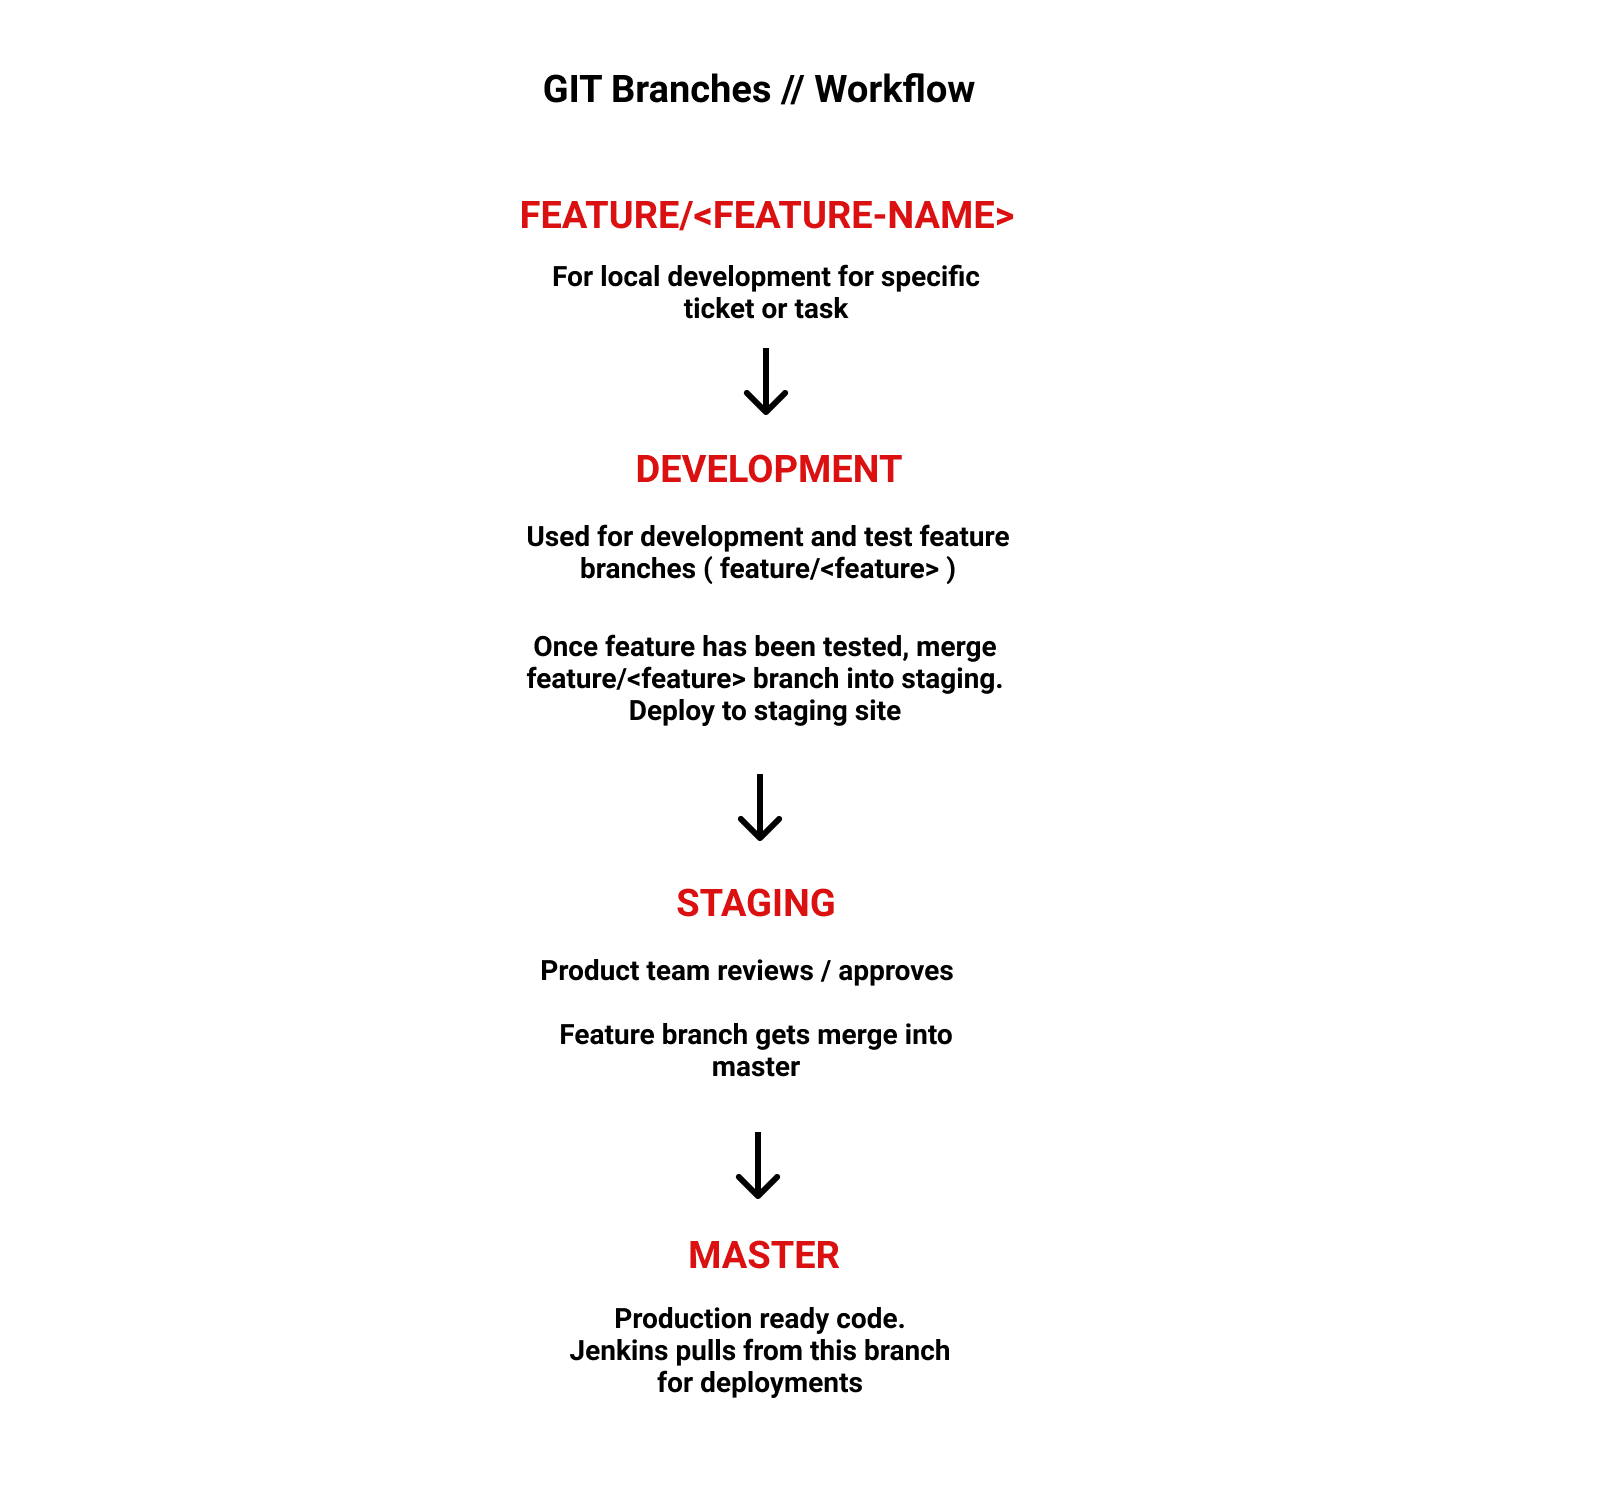 GIT Branches // Workflow
FEATURE/<FEATURE-NAME>
For local development for specific
ticket or task
DEVELOPMENT
Used for development and test feature
branches ( feature/<feature> )
Once feature has been tested, merge
feature/<feature> branch into staging.
Deploy to staging site
STAGING
Product team reviews / approves
Feature branch gets merge into
master
MASTER
Production ready code.
Jenkins pulls from this branch
for deployments